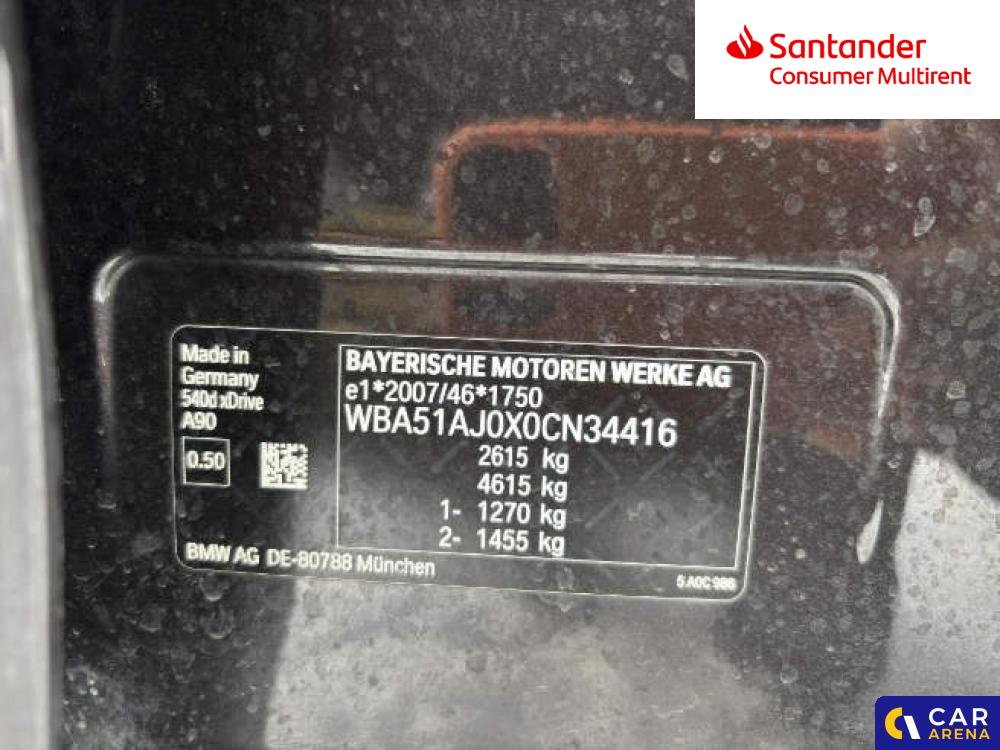 Santander
Consumer Multirent
Made in
Germany
540d xDrive
A90
0.50
BAYERISCHE MOTOREN WERKE AG
e1*2007/46*1750
WBA51AJ0X0CN34416
2615 kg
4615 kg
1- 1270 kg
2- 1455 kg
BMW AG DE-80788 München
5 A0C 986
CAR
ARENA